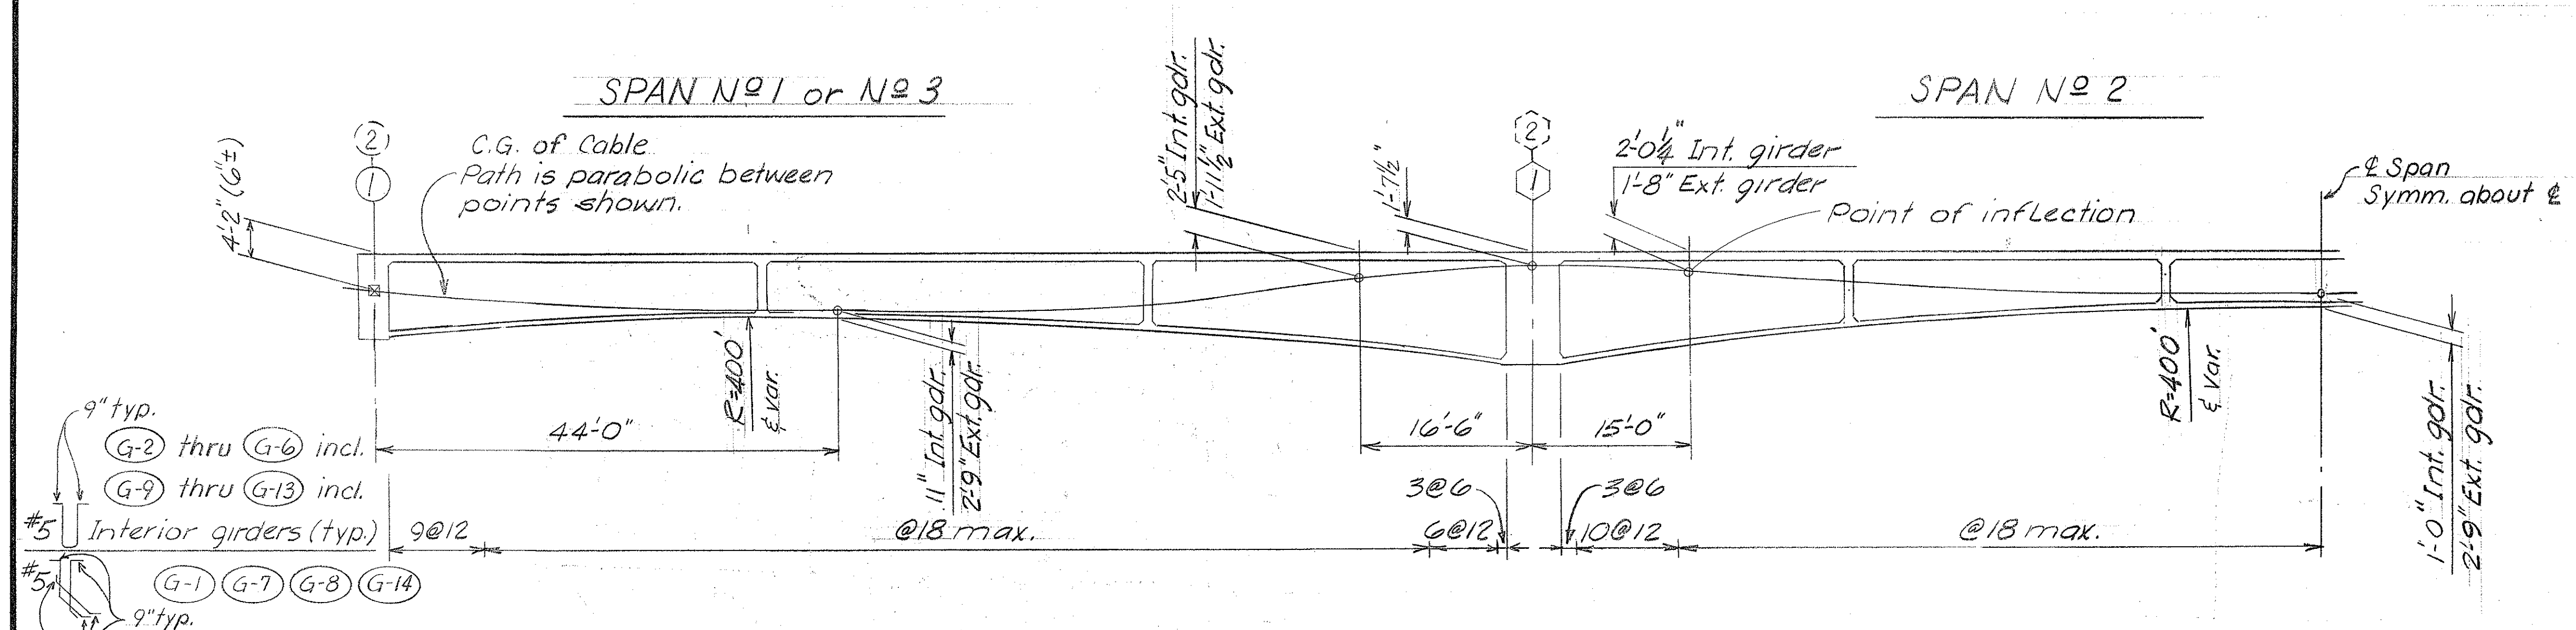 SPAN Nº 1 or Nº 3
SPAN Nº 2
4'-2" (6"±)
2
1
C.G. of Cable
Path is parabolic between
points shown.
2'-5" Int. gdr.
1'-11½" Ext. gdr.
1'-7½"
2
1
2'-0¼" Int. girder
1'-8" Ext. girder
Point of inflection
℄ Span
Symm. about ℄
R=400'
& var.
11" Int. gdr.
2'-9" Ext. gdr.
R=400'
& var.
1'-0" Int. gdr.
2'-9" Ext. gdr.
44'-0"
16'-6"
15'-0"
9" typ.
G-2 thru G-6 incl.
G-9 thru G-13 incl.
#5 Interior girders (typ.)
9@12
@18 max.
6@12
3@6
3@6
10@12
@18 max.
#5
G-1 G-7 G-8 G-14
9" typ.